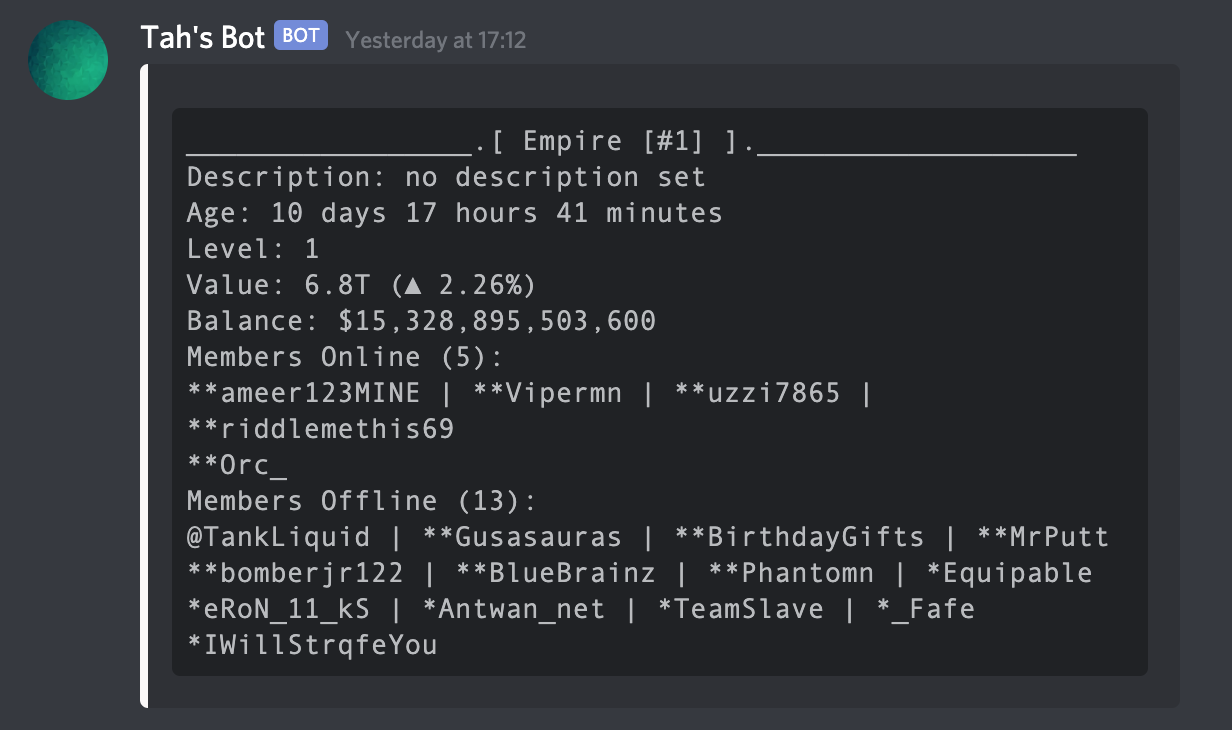 Tah's Bot BOT Yesterday at 17:12
_________________.[ Empire [#1] ].___________________
Description: no description set
Age: 10 days 17 hours 41 minutes
Level: 1
Value: 6.8T (▲ 2.26%)
Balance: $15,328,895,503,600
Members Online (5):
**ameer123MINE | **Vipermn | **uzzi7865 |
**riddlemethis69
**Orc_
Members Offline (13):
@TankLiquid | **Gusasauras | **BirthdayGifts | **MrPutt
**bomberjr122 | **BlueBrainz | **Phantomn | *Equipable
*eRoN_11_kS | *Antwan_net | *TeamSlave | *_Fafe
*IWillStrqfeYou